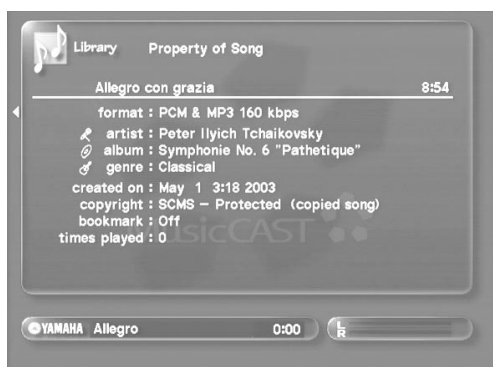 Library Property of Song
Allegro con grazia 8:54
format : PCM & MP3 160 kbps
artist : Peter Ilyich Tchaikovsky
album : Symphonie No. 6 "Pathetique"
genre : Classical
created on : May 1 3:18 2003
copyright : SCMS – Protected (copied song)
bookmark : Off
times played : 0
MusicCAST
YAMAHA Allegro 0:00 L
R